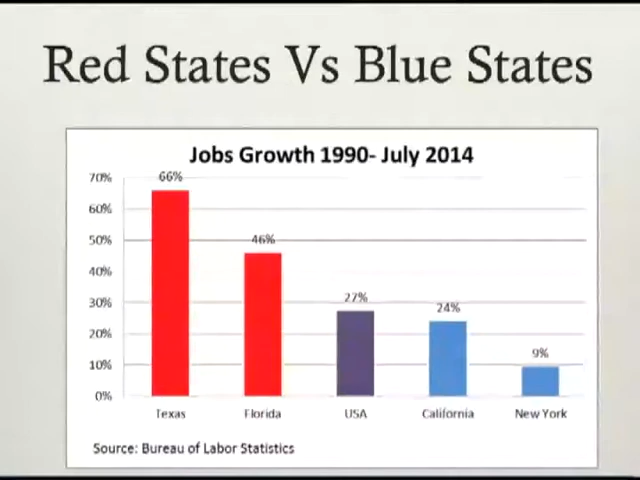 Red States Vs Blue States
Jobs Growth 1990- July 2014
70%
60%
50%
40%
30%
20%
10%
0%
66%
46%
27%
24%
9%
Texas
Florida
USA
California
New York
Source: Bureau of Labor Statistics